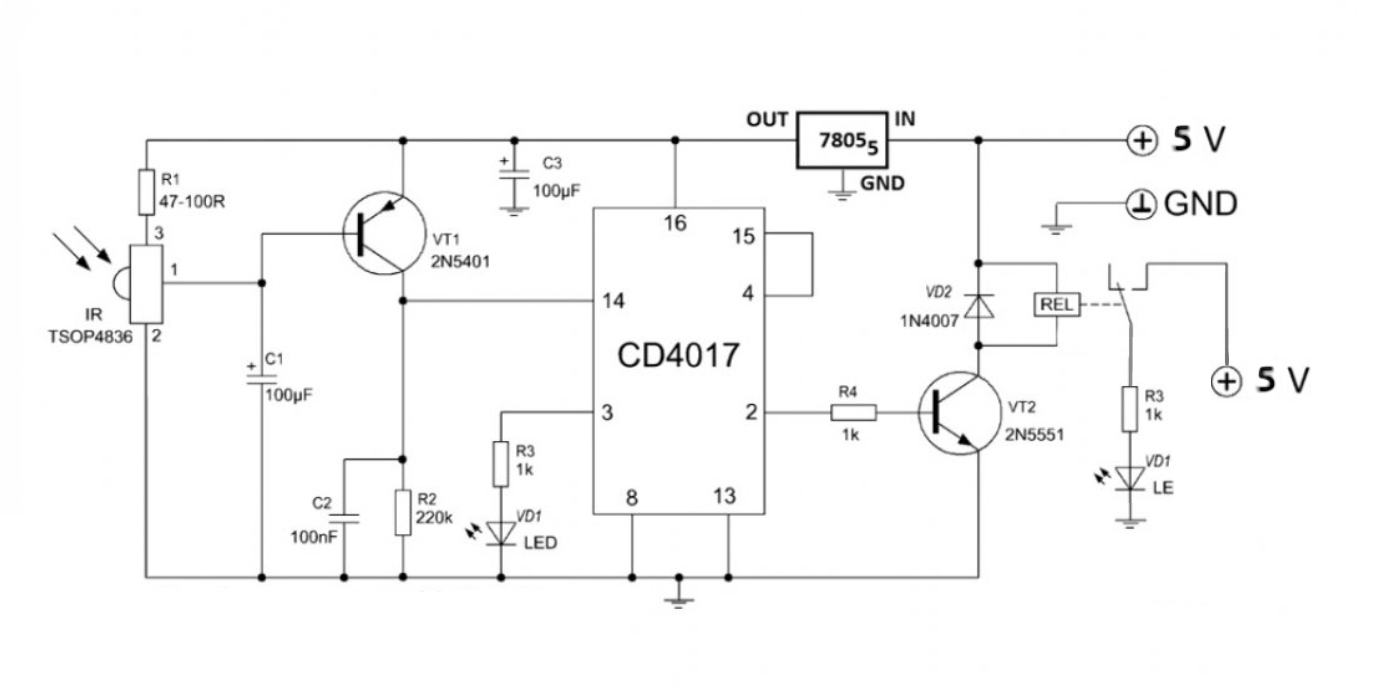 OUT
IN
7805
5
GND
+ 5 V
GND
R1
47-100R
3
1
IR
TSOP4836
2
VT1
2N5401
+
C3
100µF
+
C1
100µF
C2
100nF
R2
220k
R3
1k
VD1
LED
16
15
14
4
CD4017
3
2
8
13
R4
1k
VD2
1N4007
REL
VT2
2N5551
+ 5 V
R3
1k
VD1
LE